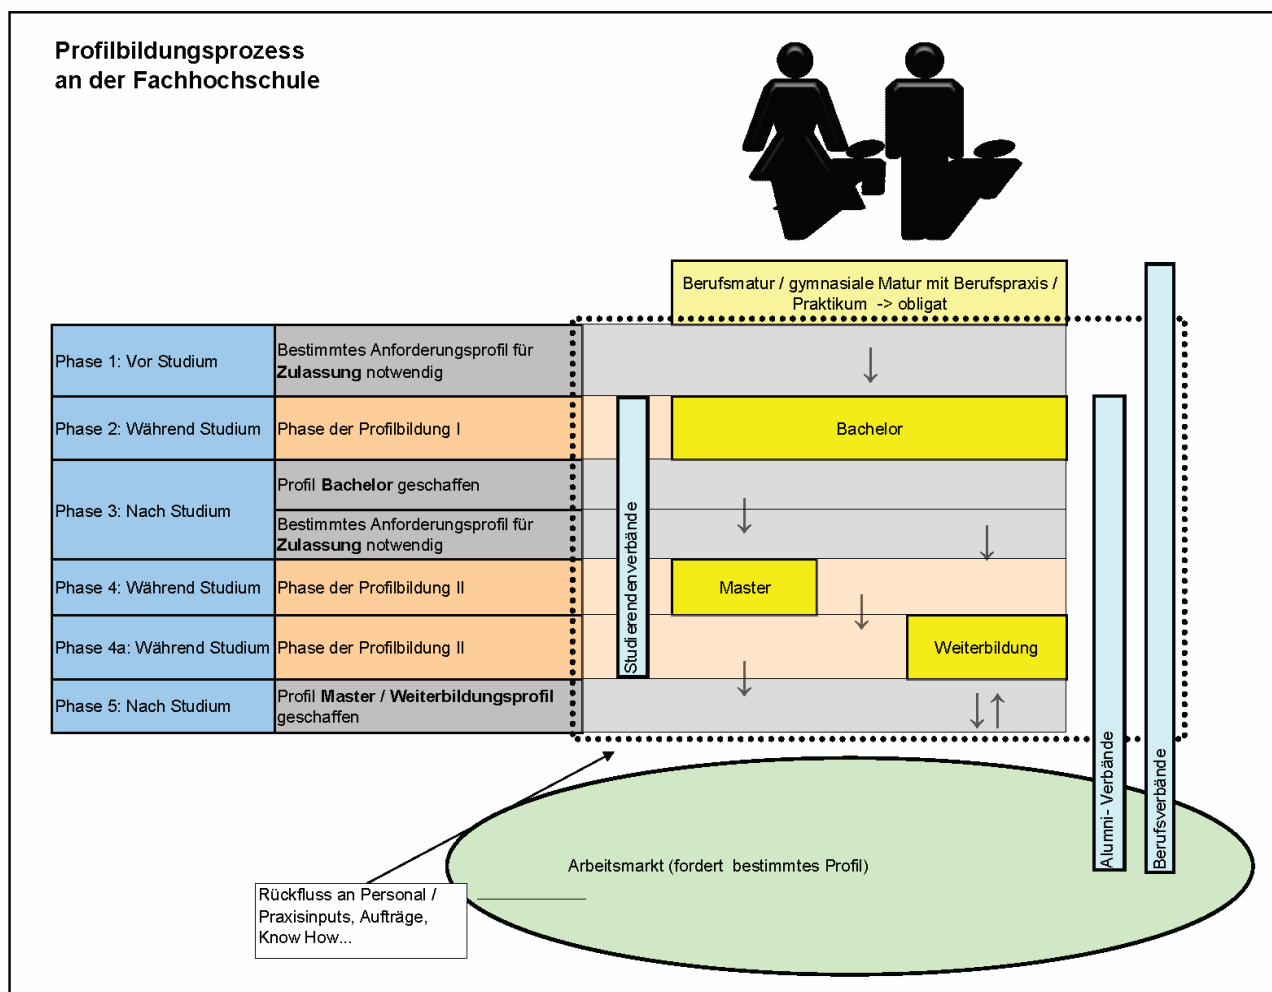 Profilbildungsprozess
an der Fachhochschule
Berufsmatur / gymnasiale Matur mit Berufspraxis /
Praktikum -> obligat
Phase 1: Vor Studium
Bestimmtes Anforderungsprofil für
Zulassung notwendig
Phase 2: Während Studium
Phase der Profilbildung I
Bachelor
Phase 3: Nach Studium
Profil Bachelor geschaffen
Bestimmtes Anforderungsprofil für
Zulassung notwendig
Phase 4: Während Studium
Phase der Profilbildung II
Master
Phase 4a: Während Studium
Phase der Profilbildung II
Weiterbildung
Phase 5: Nach Studium
Profil Master / Weiterbildungsprofil
geschaffen
Studierendenverbände
Alumni- Verbände
Berufsverbände
Arbeitsmarkt (fordert bestimmtes Profil)
Rückfluss an Personal /
Praxisinputs, Aufträge,
Know How...